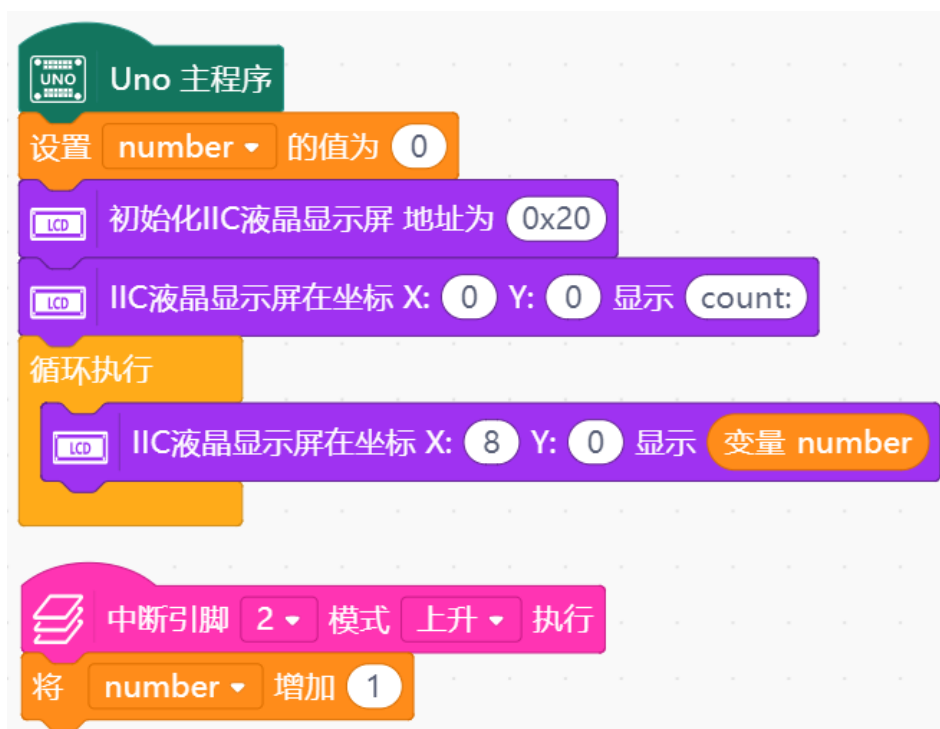 UNO Uno 主程序
设置 number 的值为 0
LCD 初始化IIC液晶显示屏 地址为 0x20
LCD IIC液晶显示屏在坐标 X: 0 Y: 0 显示 count:
循环执行
LCD IIC液晶显示屏在坐标 X: 8 Y: 0 显示 变量 number
中断引脚 2 模式 上升 执行
将 number 增加 1